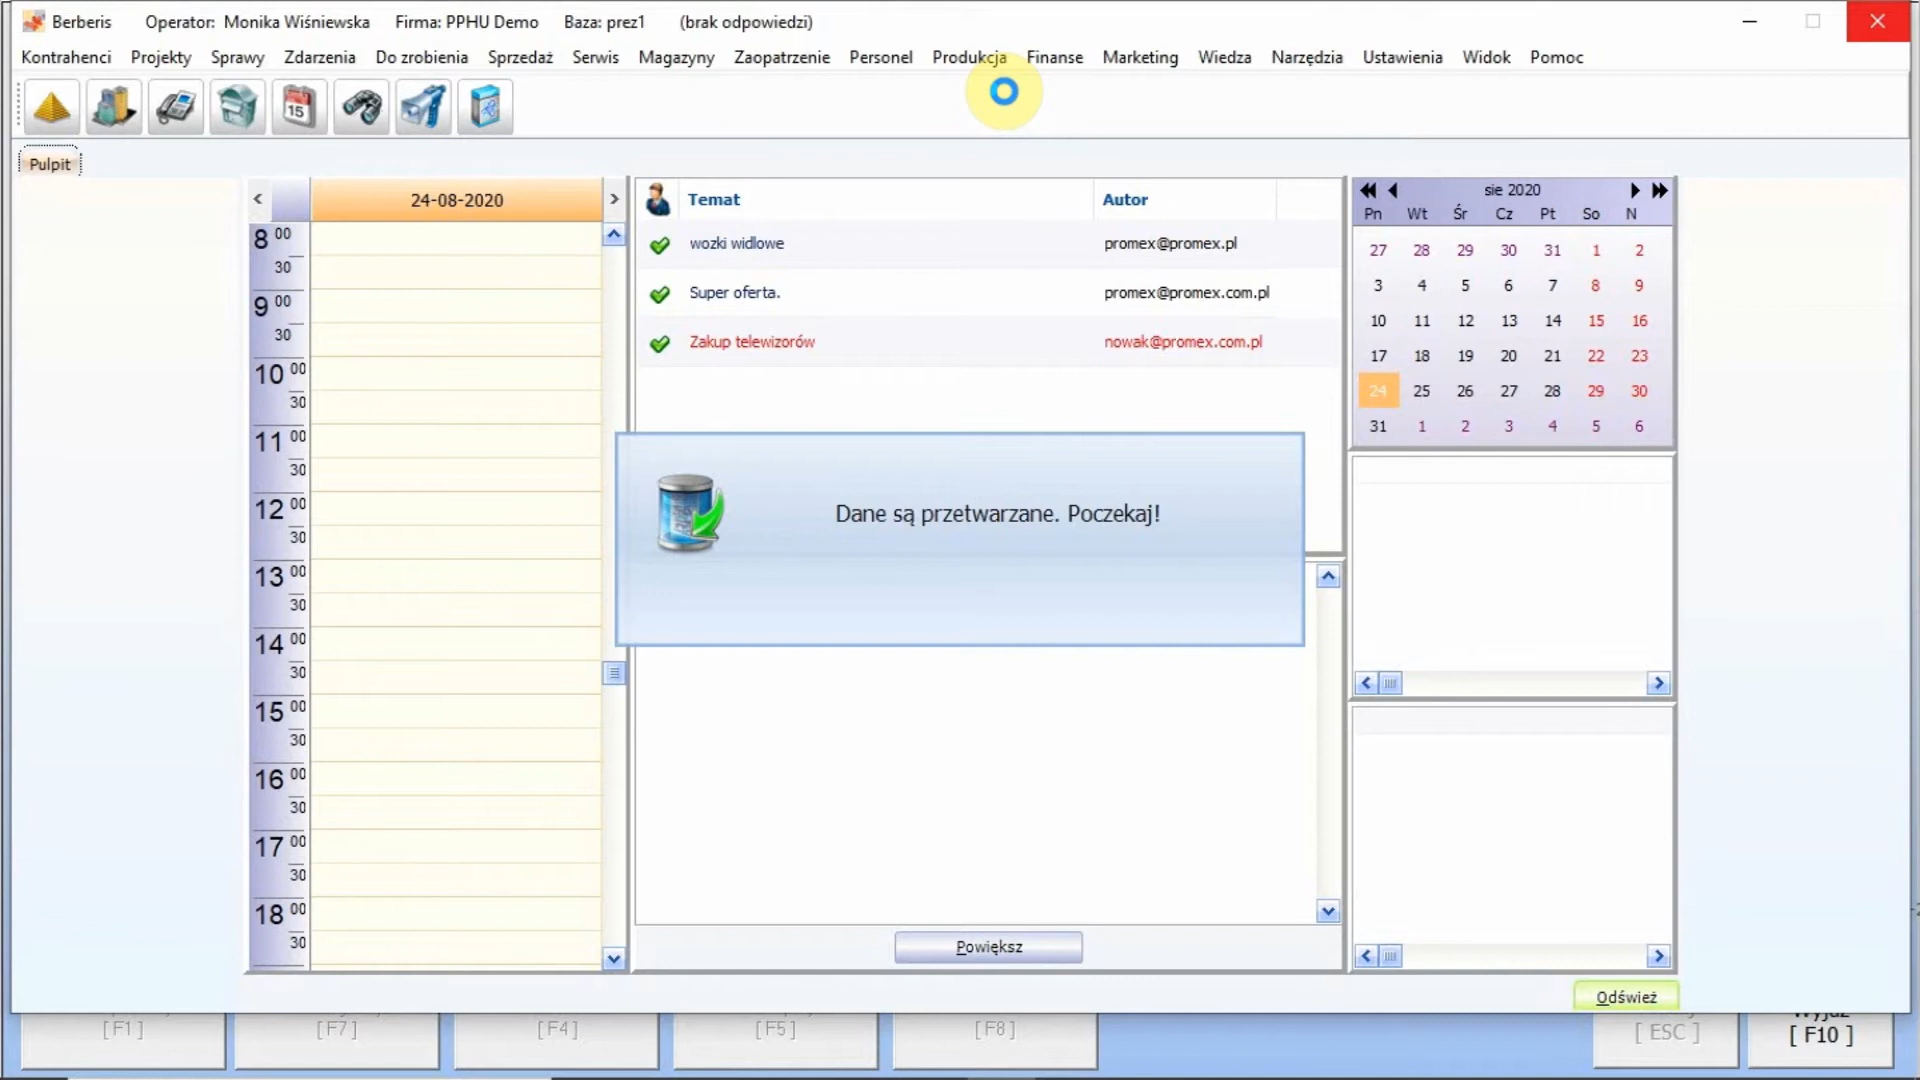 Berberis Operator: Monika Wiśniewska Firma: PPHU Demo Baza: prez1 (brak odpowiedzi)
Kontrahenci Projekty Sprawy Zdarzenia Do zrobienia Sprzedaż Serwis Magazyny Zaopatrzenie Personel Produkcja Finanse Marketing Wiedza Narzędzia Ustawienia Widok Pomoc
15
Pulpit
24-08-2020
8 00
30
9 00
30
10 00
30
11 00
30
12 00
30
13 00
30
14 00
30
15 00
30
16 00
30
17 00
30
18 00
30
Temat Autor
wozki widlowe promex@promex.pl
Super oferta. promex@promex.com.pl
Zakup telewizorów nowak@promex.com.pl
Dane są przetwarzane. Poczekaj!
Powiększ
sie 2020
Pn Wt Śr Cz Pt So N
27 28 29 30 31 1 2
3 4 5 6 7 8 9
10 11 12 13 14 15 16
17 18 19 20 21 22 23
24 25 26 27 28 29 30
31 1 2 3 4 5 6
Odśwież
[ F1 ] [ F7 ] [ F4 ] [ F5 ] [ F8 ] [ ESC ] [ F10 ]